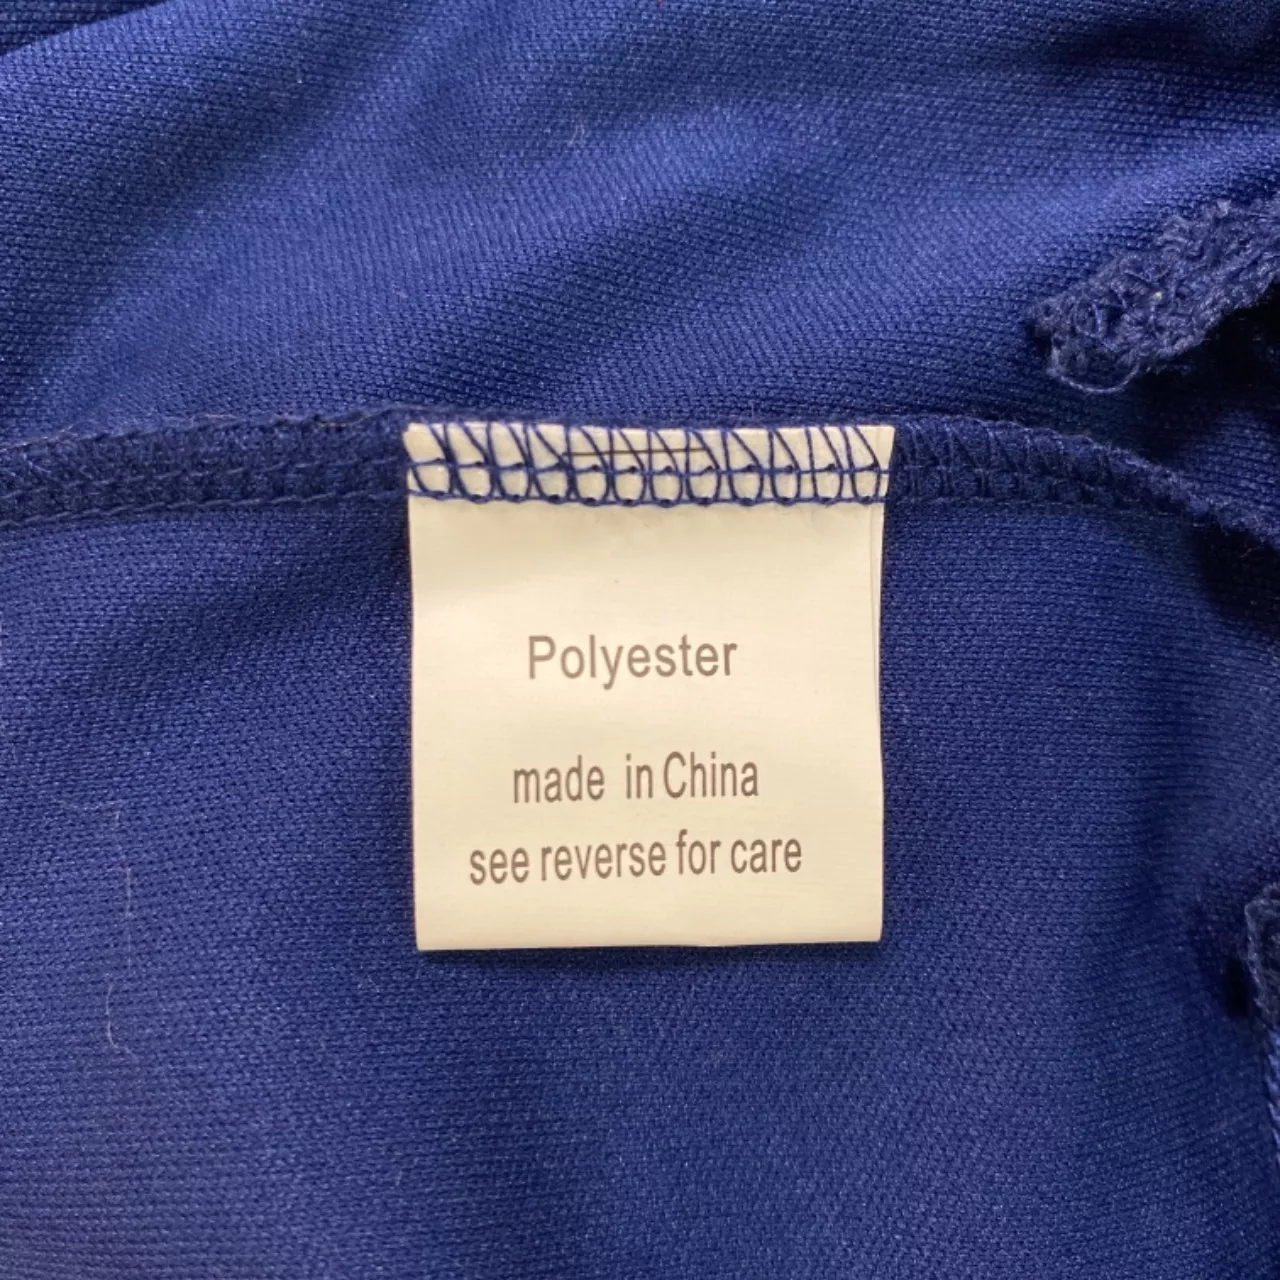 Polyester
made in China
see reverse for care